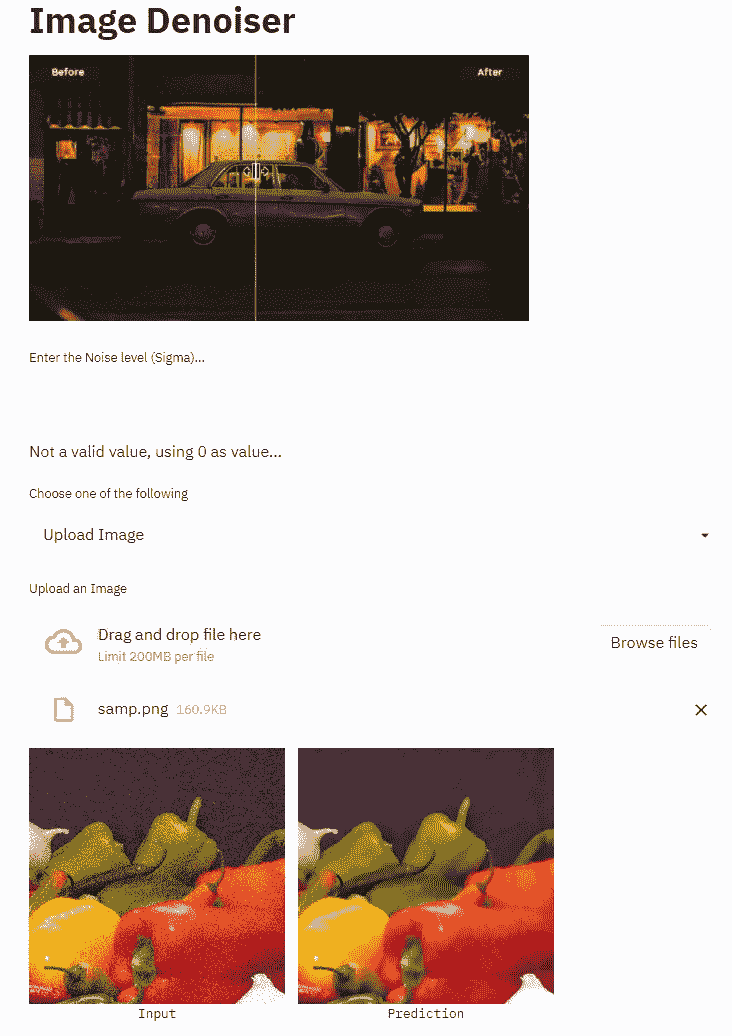 Image Denoiser
Before
After
Enter the Noise level (Sigma)...
Not a valid value, using 0 as value...
Choose one of the following
Upload Image
Upload an Image
Drag and drop file here
Limit 200MB per file
Browse files
samp.png 160.9KB
Input
Prediction